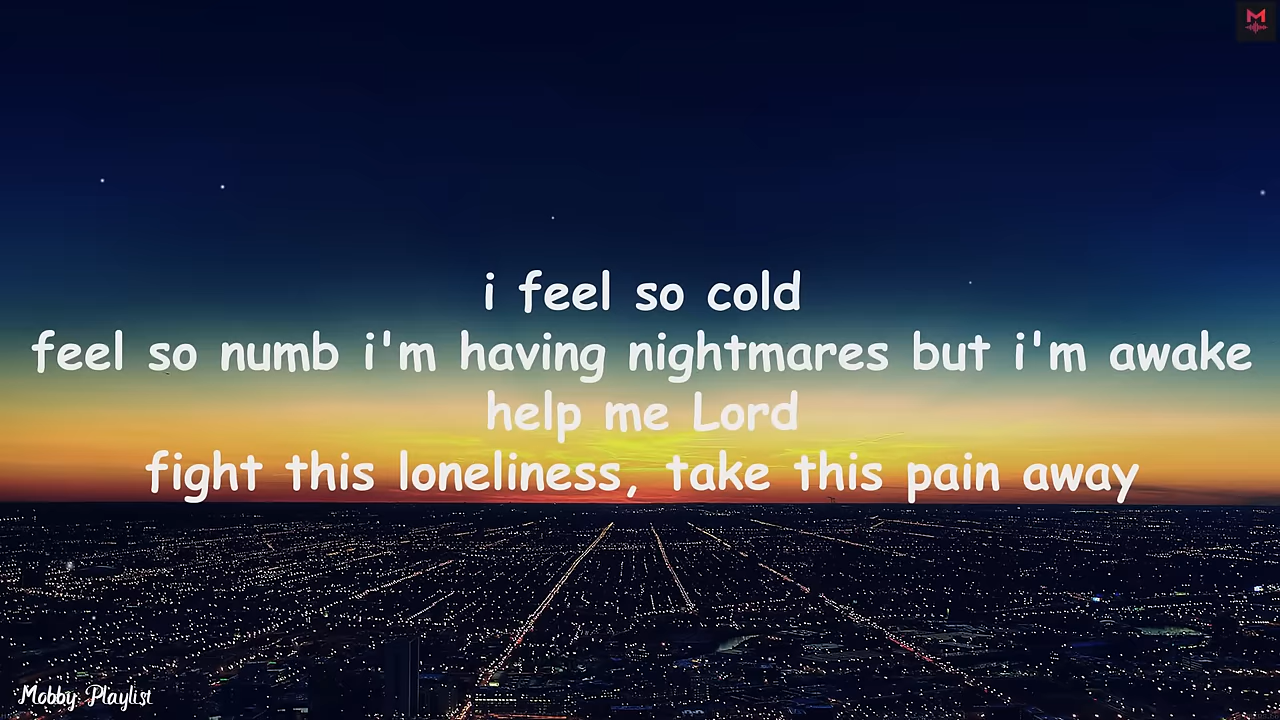 M
i feel so cold
feel so numb i'm having nightmares but i'm awake
help me Lord
fight this loneliness, take this pain away
Mobby Playlist